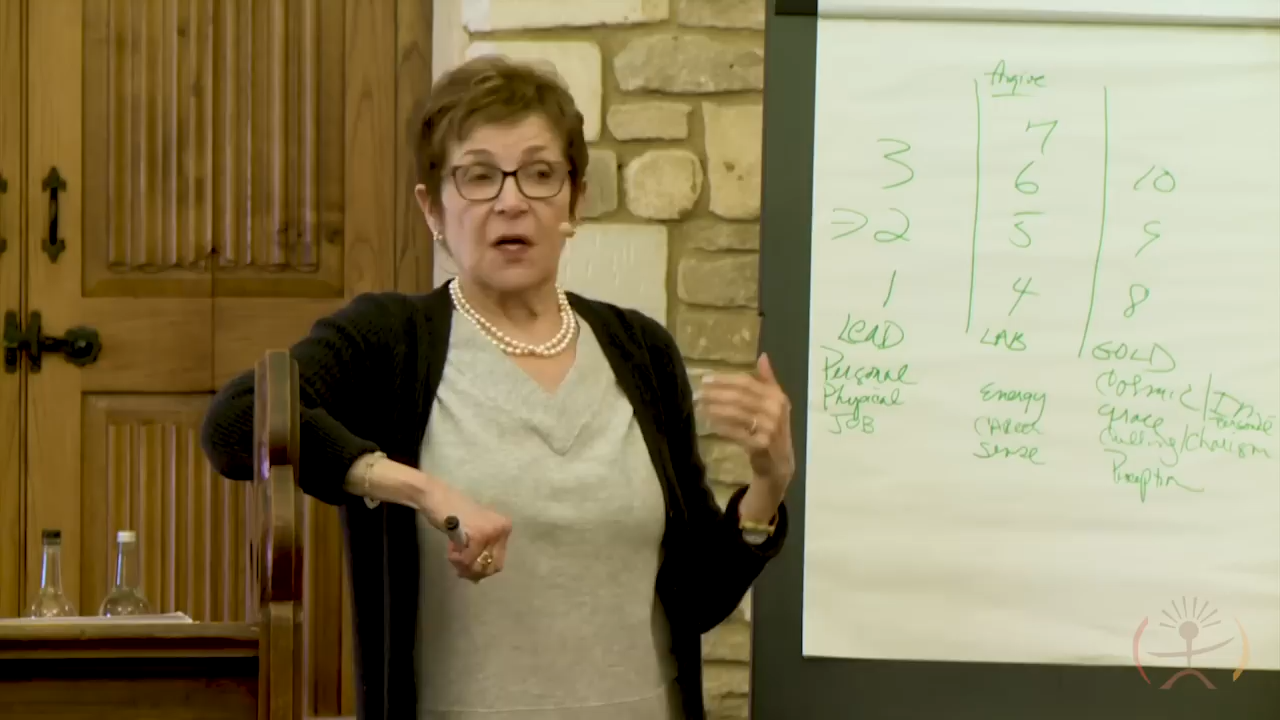 7
3 6 10
2 5 9
1 4 8
LEAD LAB GOLD
Personal Cosmic
Physical Energy Grace
JOB Career Calling/Charism
Sense Perception